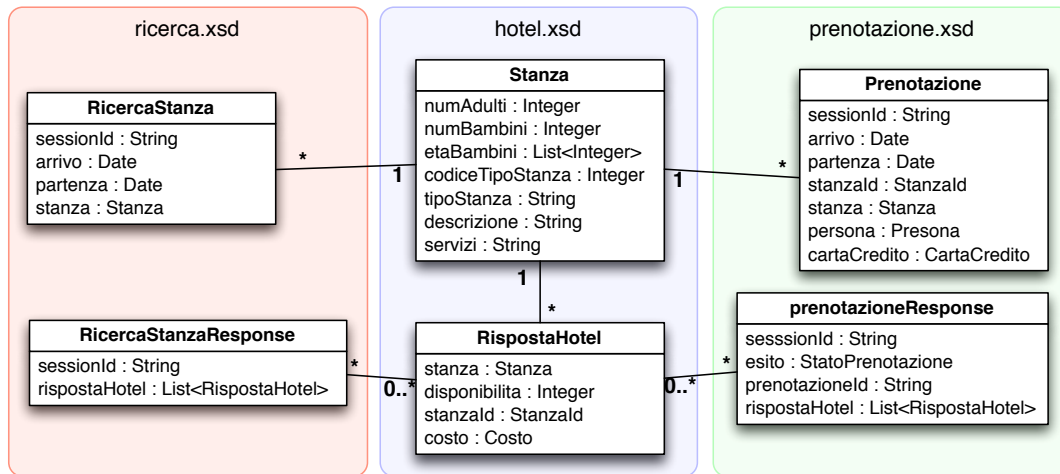 ricerca.xsd
RicercaStanza
sessionId : String
arrivo : Date
partenza : Date
stanza : Stanza
*
1
RicercaStanzaResponse
sessionId : String
rispostaHotel : List<RispostaHotel>
*
0..*
hotel.xsd
Stanza
numAdulti : Integer
numBambini : Integer
etaBambini : List<Integer>
codiceTipoStanza : Integer
tipoStanza : String
descrizione : String
servizi : String
1
*
RispostaHotel
stanza : Stanza
disponibilita : Integer
stanzaId : StanzaId
costo : Costo
prenotazione.xsd
Prenotazione
sessionId : String
arrivo : Date
partenza : Date
stanzaId : StanzaId
stanza : Stanza
persona : Presona
cartaCredito : CartaCredito
1
*
prenotazioneResponse
sesssionId : String
esito : StatoPrenotazione
prenotazioneId : String
rispostaHotel : List<RispostaHotel>
*
0..*